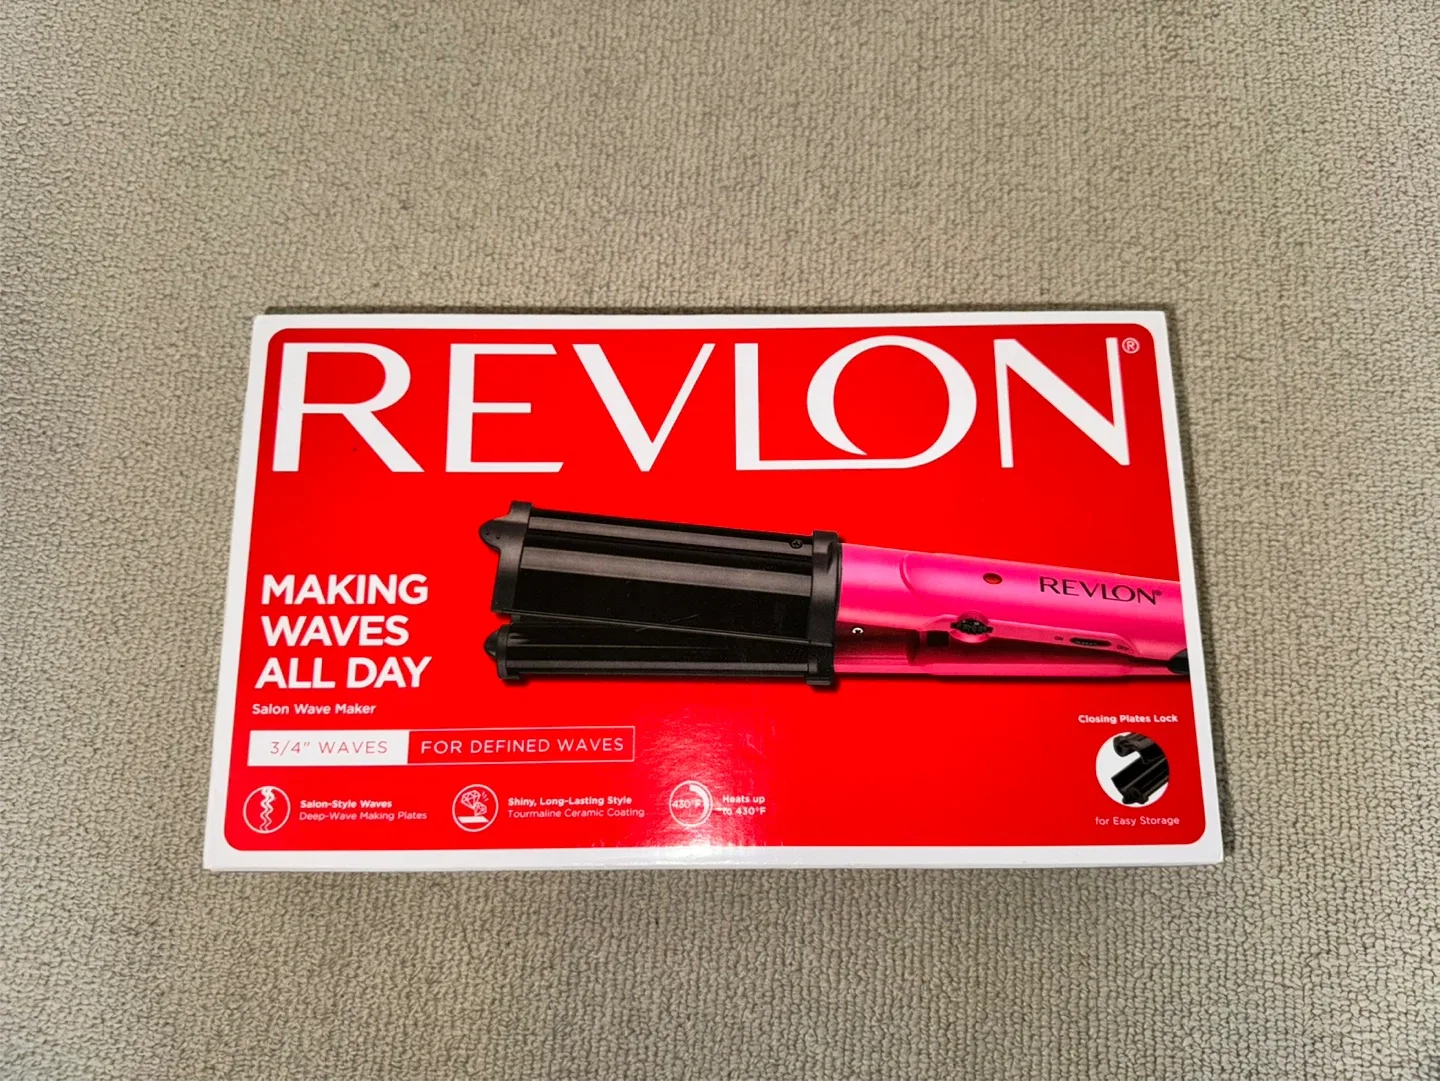 REVLON®
REVLON®
MAKING
WAVES
ALL DAY
Salon Wave Maker
3/4" WAVES FOR DEFINED WAVES
Salon-Style Waves
Deep-Wave Making Plates
Shiny, Long-Lasting Style
Tourmaline Ceramic Coating
430°F
Heats up
to 430°F
Closing Plates Lock
for Easy Storage